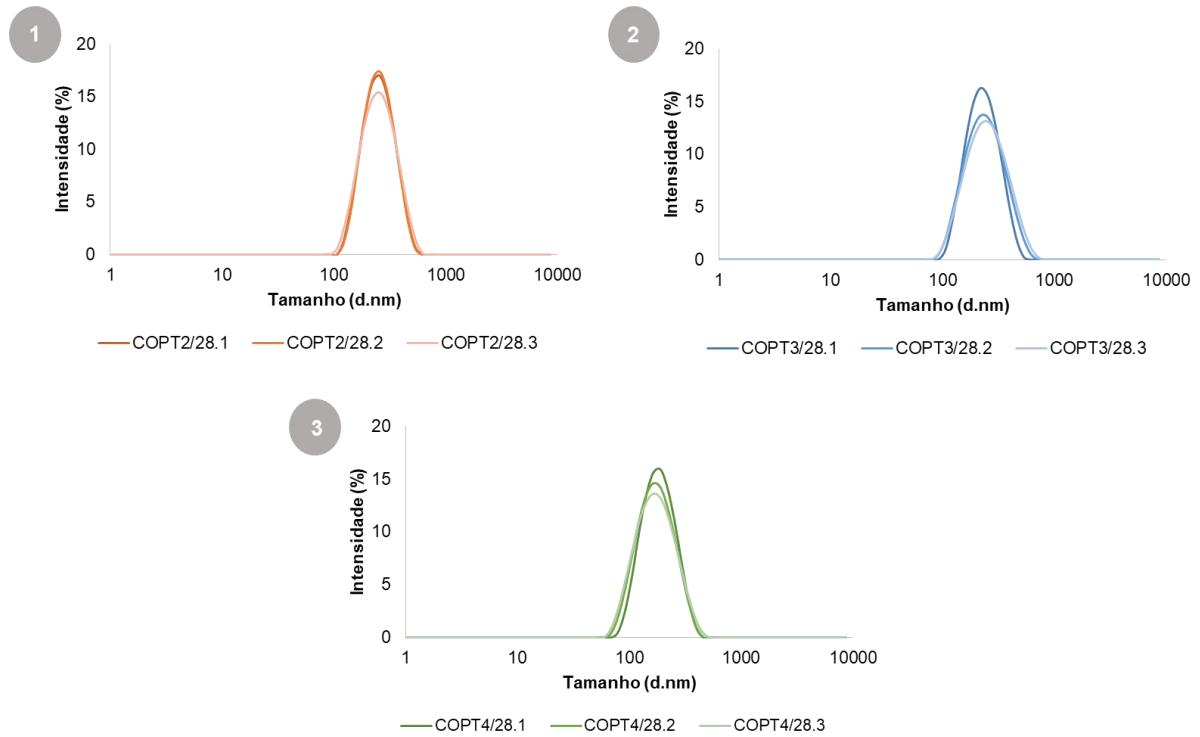 1
20
15
10
5
0
Intensidade (%)
1 10 100 1000 10000
Tamanho (d.nm)
COPT2/28.1 COPT2/28.2 COPT2/28.3
2
20
15
10
5
0
Intensidade (%)
1 10 100 1000 10000
Tamanho (d.nm)
COPT3/28.1 COPT3/28.2 COPT3/28.3
3
20
15
10
5
0
Intensidade (%)
1 10 100 1000 10000
Tamanho (d.nm)
COPT4/28.1 COPT4/28.2 COPT4/28.3